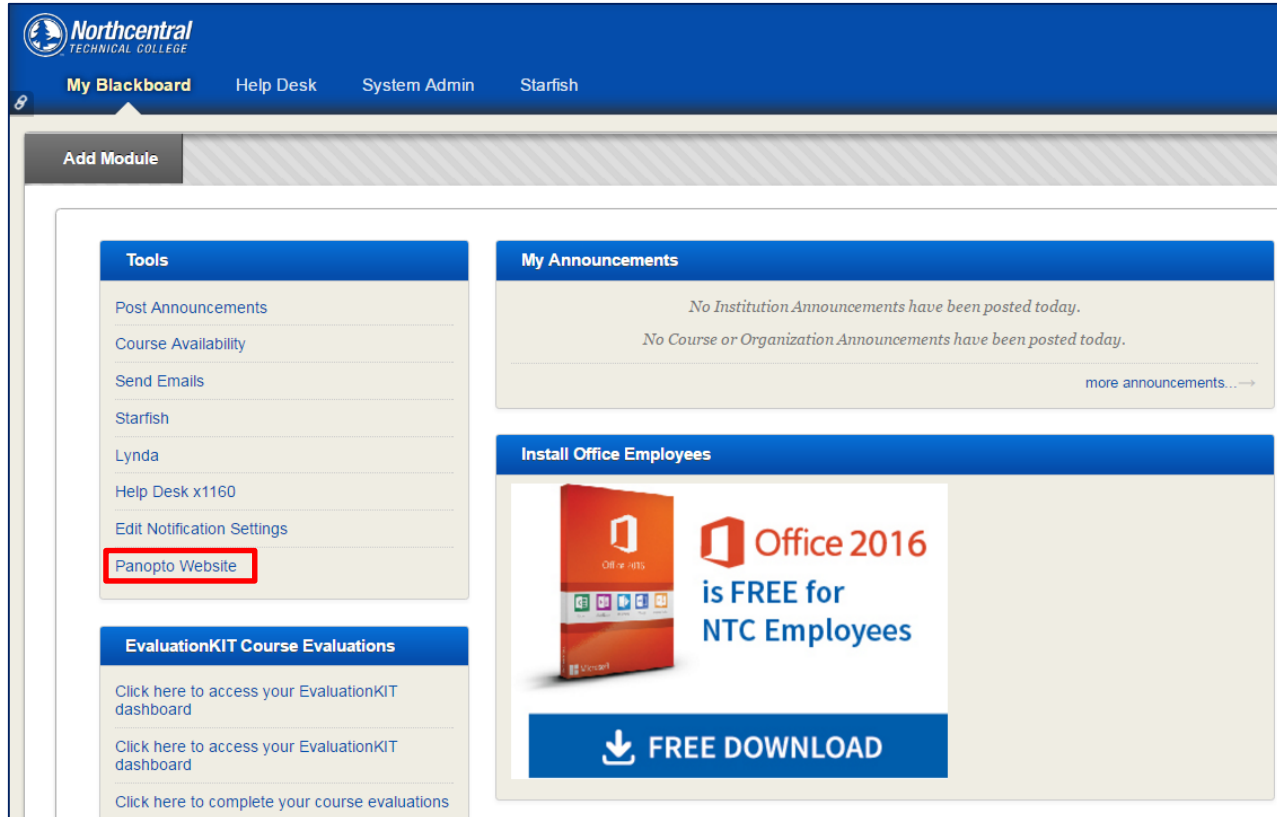 Northcentral
TECHNICAL COLLEGE
My Blackboard Help Desk System Admin Starfish
Add Module
Tools
Post Announcements
Course Availability
Send Emails
Starfish
Lynda
Help Desk x1160
Edit Notification Settings
Panopto Website
EvaluationKIT Course Evaluations
Click here to access your EvaluationKIT
dashboard
Click here to access your EvaluationKIT
dashboard
Click here to complete your course evaluations
My Announcements
No Institution Announcements have been posted today.
No Course or Organization Announcements have been posted today.
more announcements...→
Install Office Employees
Office 2016
Office 2016
is FREE for
NTC Employees
Microsoft
FREE DOWNLOAD